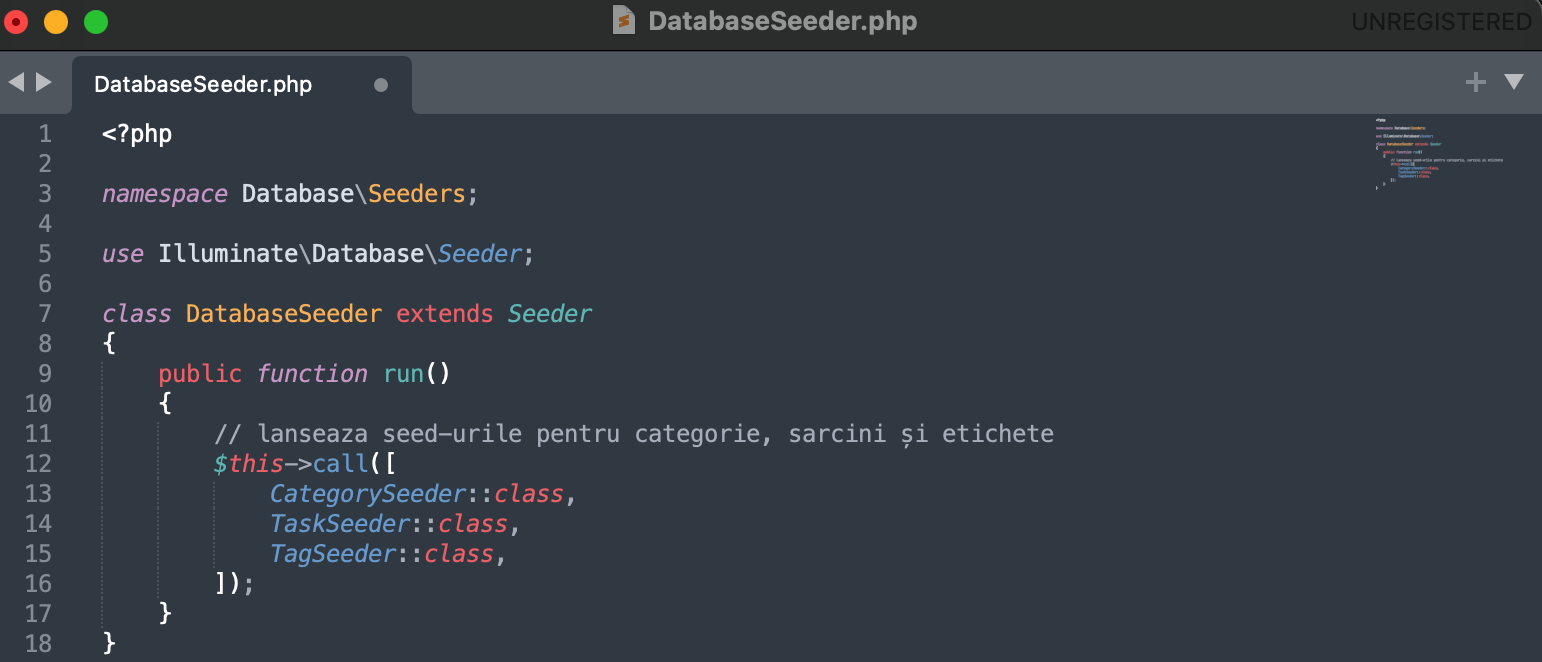 DatabaseSeeder.php
UNREGISTERED
DatabaseSeeder.php
1 <?php
2
3 namespace Database\Seeders;
4
5 use Illuminate\Database\Seeder;
6
7 class DatabaseSeeder extends Seeder
8 {
9     public function run()
10     {
11         // lanseaza seed-urile pentru categorie, sarcini și etichete
12         $this->call([
13             CategorySeeder::class,
14             TaskSeeder::class,
15             TagSeeder::class,
16         ]);
17     }
18 }